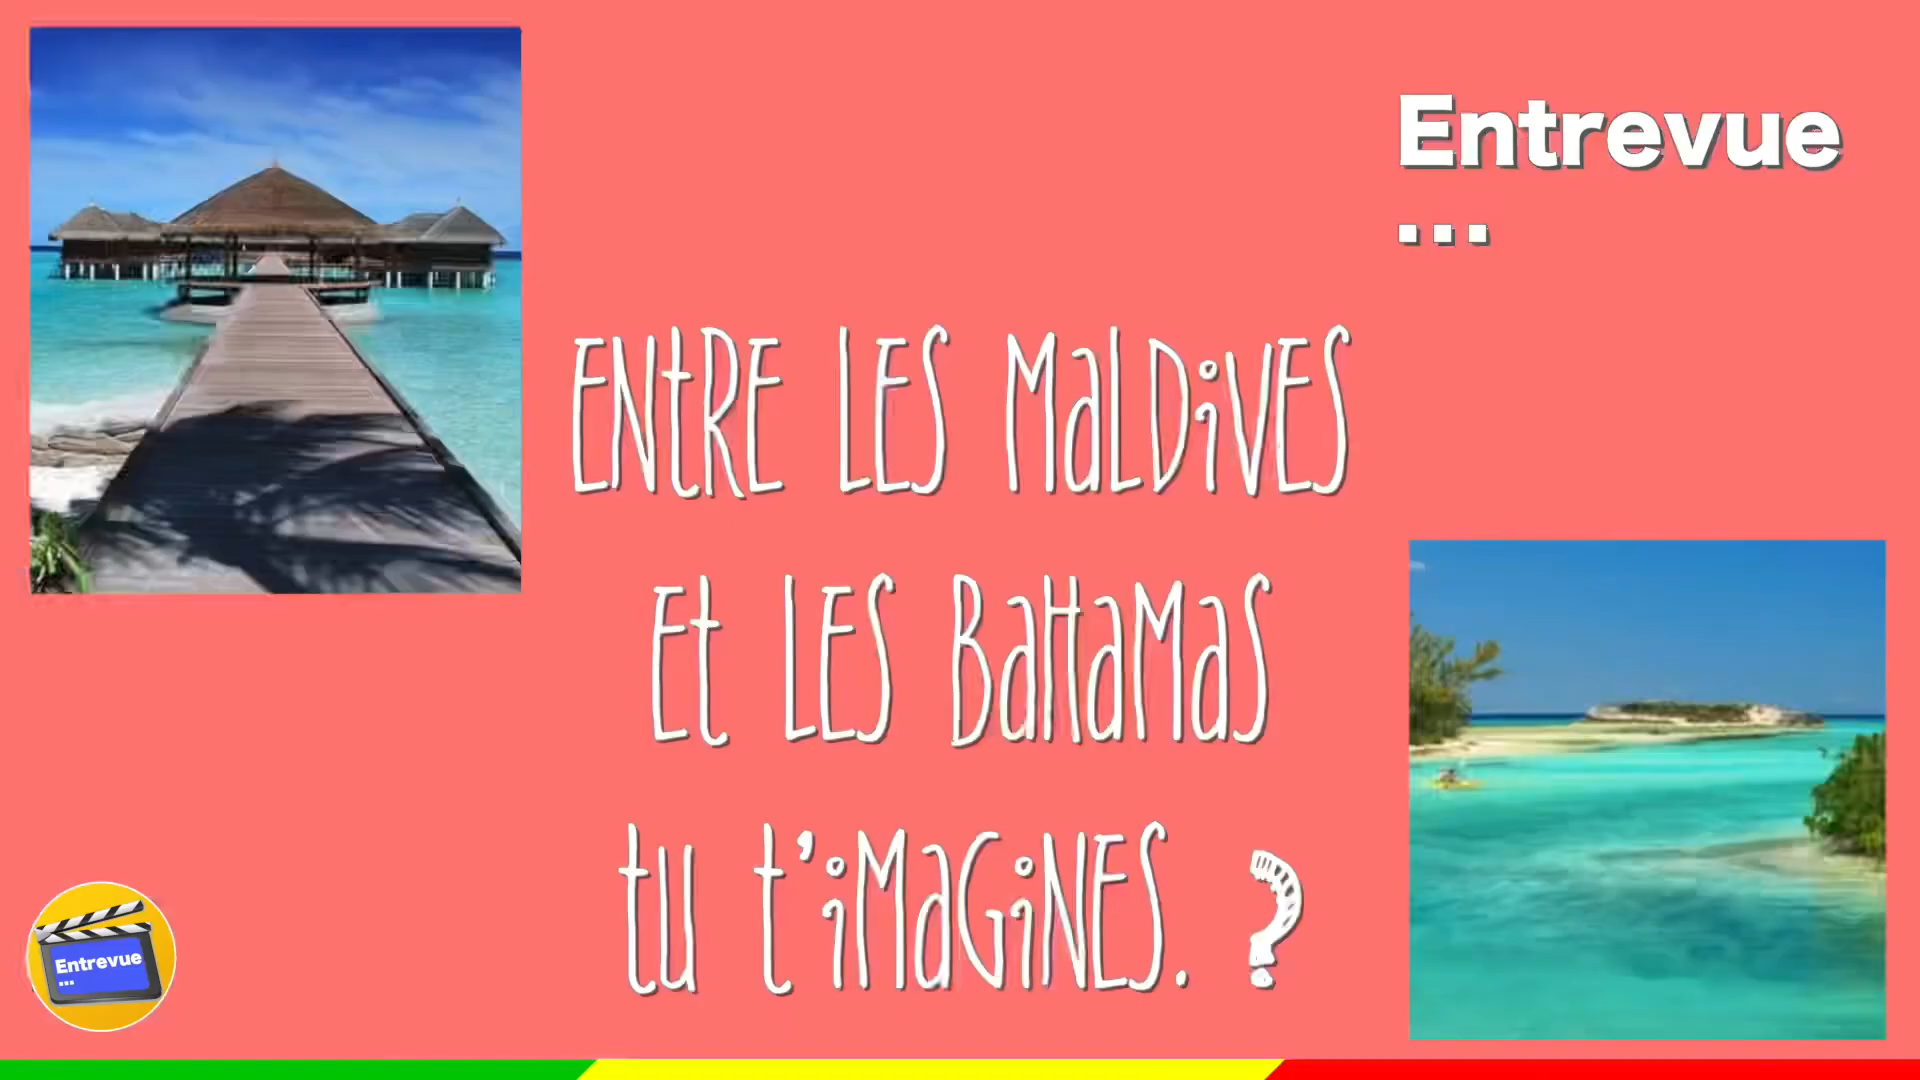 Entrevue
...
ENtRE LES MaLDiVES
Et LES BaHaMaS
tu t'iMaGiNES. ?
Entrevue
...